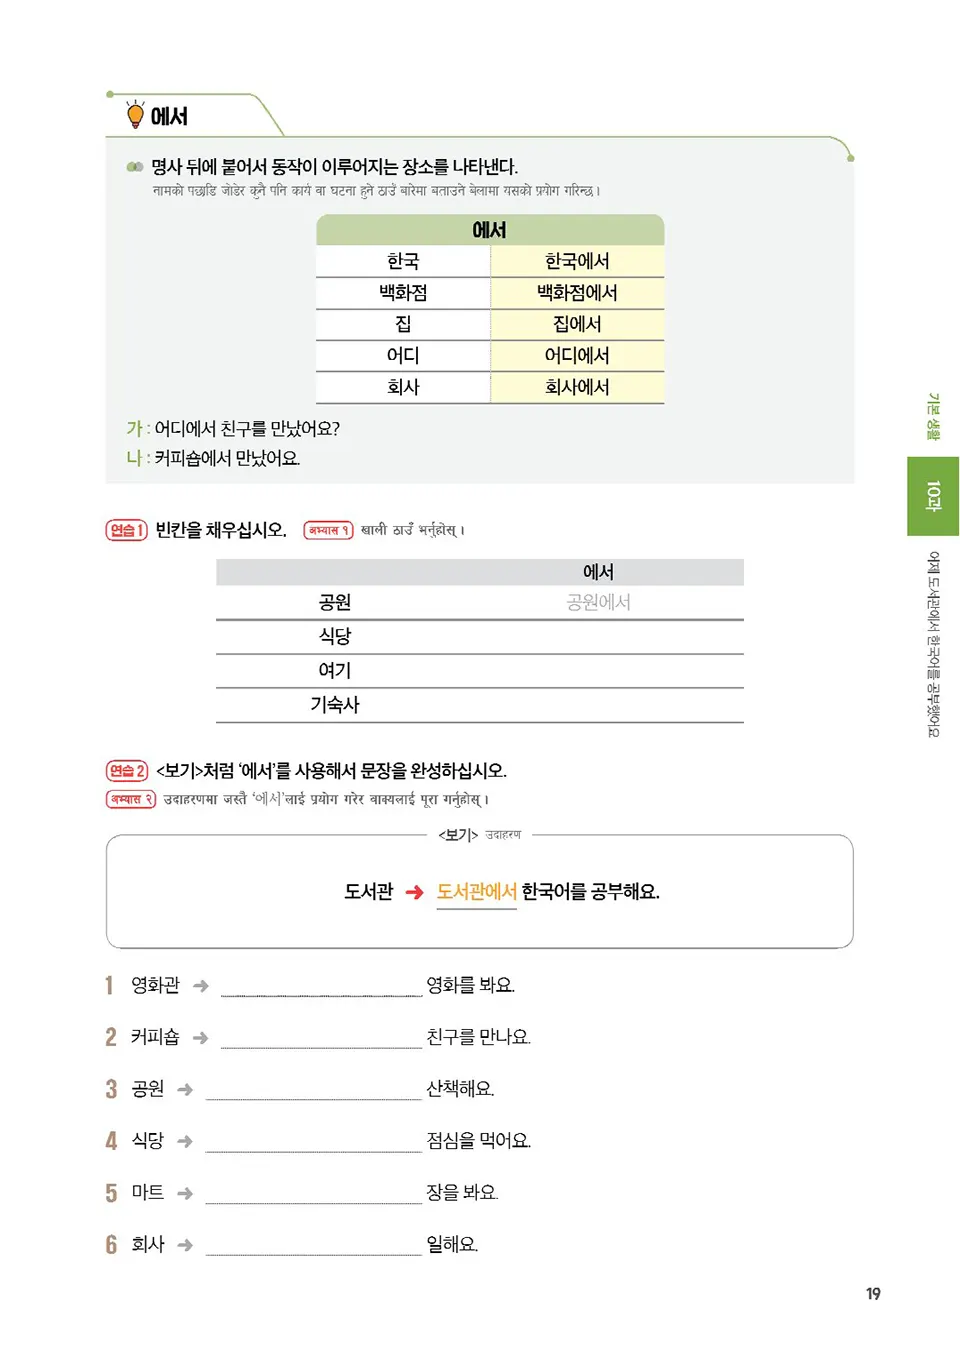 에서
명사 뒤에 붙어서 동작이 이루어지는 장소를 나타낸다.
नामको पछाडि जोडेर कुनै पनि कार्य वा घटना हुने ठाउँ बारेमा बताउने बेलामा यसको प्रयोग गरिन्छ ।
에서
한국 한국에서
백화점 백화점에서
집 집에서
어디 어디에서
회사 회사에서
가 : 어디에서 친구를 만났어요?
나 : 커피숍에서 만났어요.
연습 1 빈칸을 채우십시오. अभ्यास १ खाली ठाउँ भर्नुहोस् ।
에서
공원 공원에서
식당
여기
기숙사
연습 2 <보기>처럼 ‘에서’를 사용해서 문장을 완성하십시오.
अभ्यास २ उदाहरणमा जस्तै ‘에서’लाई प्रयोग गरेर वाक्यलाई पूरा गर्नुहोस् ।
<보기> उदाहरण
도서관 ➜ 도서관에서 한국어를 공부해요.
1 영화관 ➜ 영화를 봐요.
2 커피숍 ➜ 친구를 만나요.
3 공원 ➜ 산책해요.
4 식당 ➜ 점심을 먹어요.
5 마트 ➜ 장을 봐요.
6 회사 ➜ 일해요.
기본 생활
10과
어제 도서관에서 한국어를 공부했어요
19